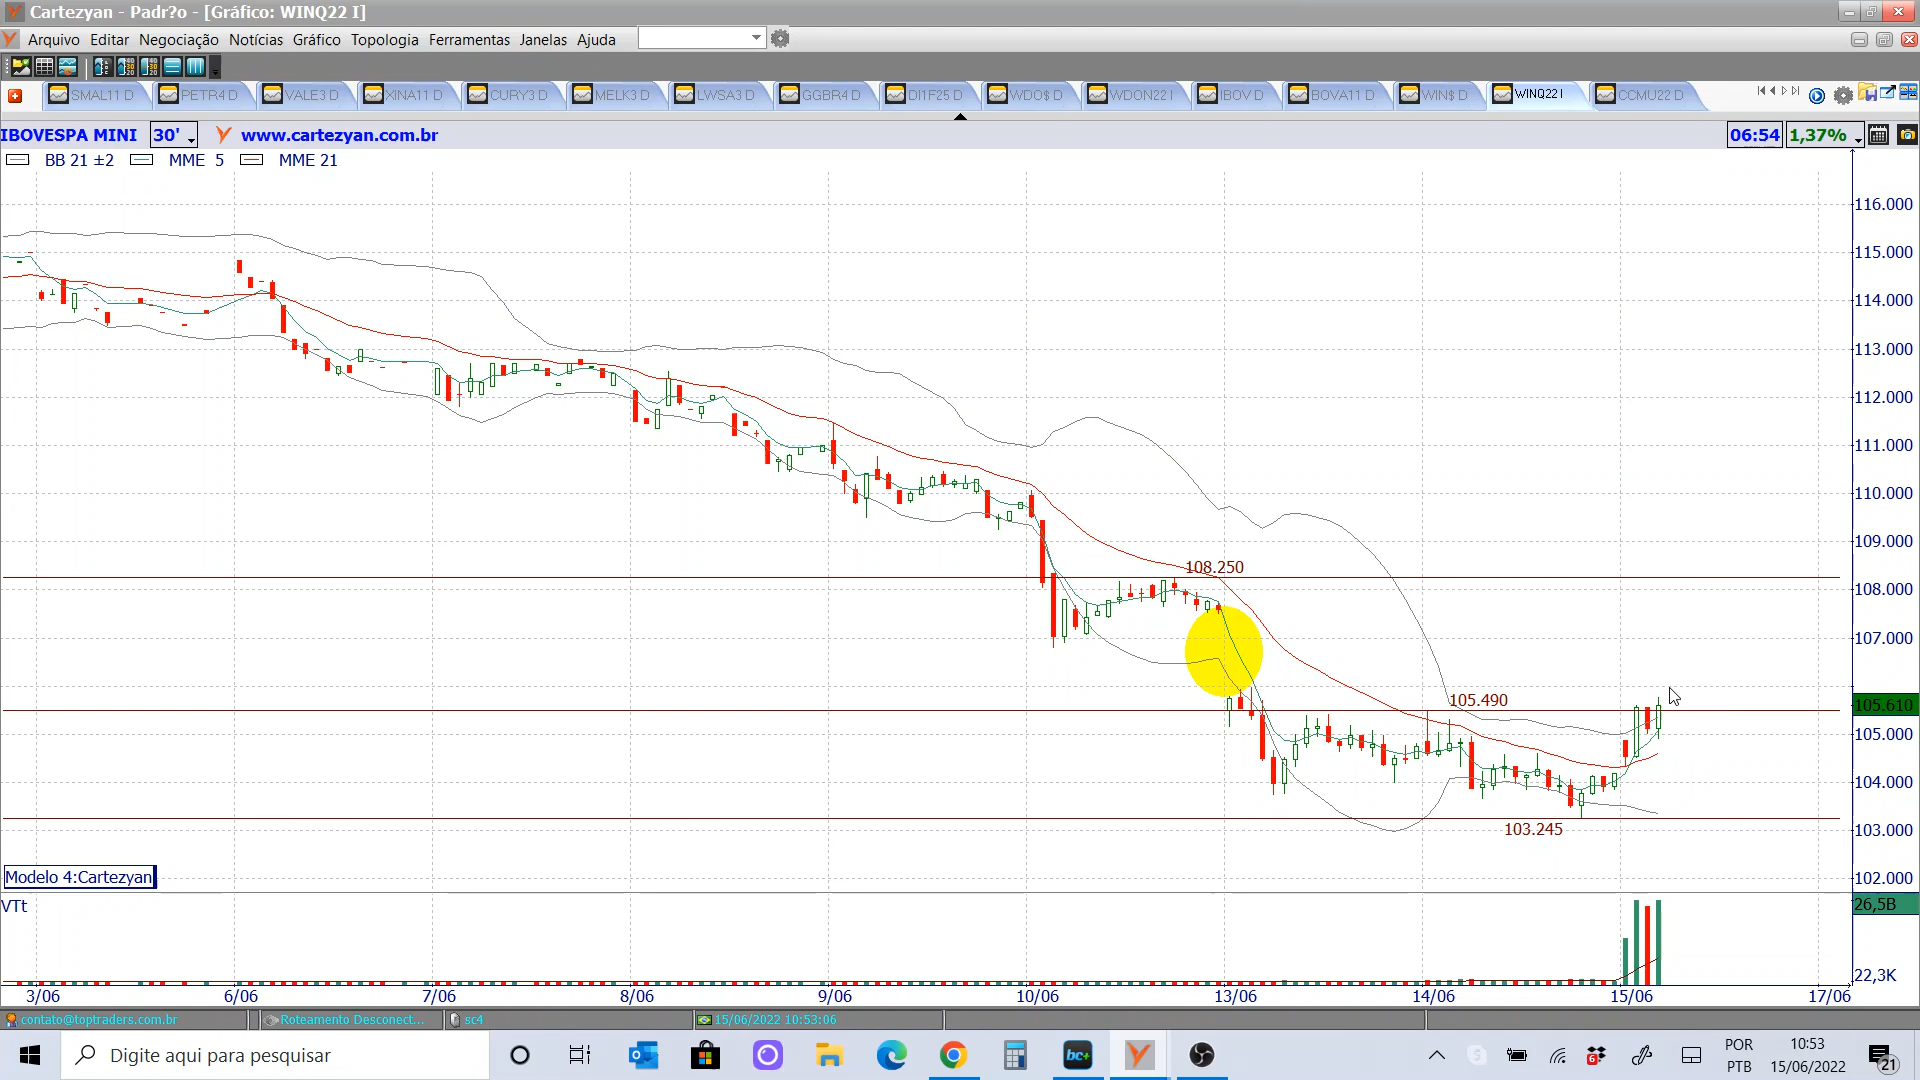 Cartezyan - Padr?o - [Gráfico: WINQ22 I]
Arquivo Editar Negociação Notícias Gráfico Topologia Ferramentas Janelas Ajuda
SMAL11 D PETR4 D VALE3 D XINA11 D CURY3 D MELK3 D LWSA3 D GGBR4 D DI1F25 D WDO$ D WDON22 I IBOV D BOVA11 D WIN$ D WINQ22 I CCMU22 D
IBOVESPA MINI 30' www.cartezyan.com.br 06:54 1,37%
BB 21 ±2 MME 5 MME 21
116.000
115.000
114.000
113.000
112.000
111.000
110.000
109.000
108.250
108.000
107.000
105.490
105.610
105.000
104.000
103.245
103.000
Modelo 4:Cartezyan
102.000
VTt
26,5B
22,3K
3/06 6/06 7/06 8/06 9/06 10/06 13/06 14/06 15/06 17/06
contato@toptraders.com.br Roteamento Desconect... sc4 15/06/2022 10:53:06
Digite aqui para pesquisar
bc+
6
POR
PTB
10:53
15/06/2022
21